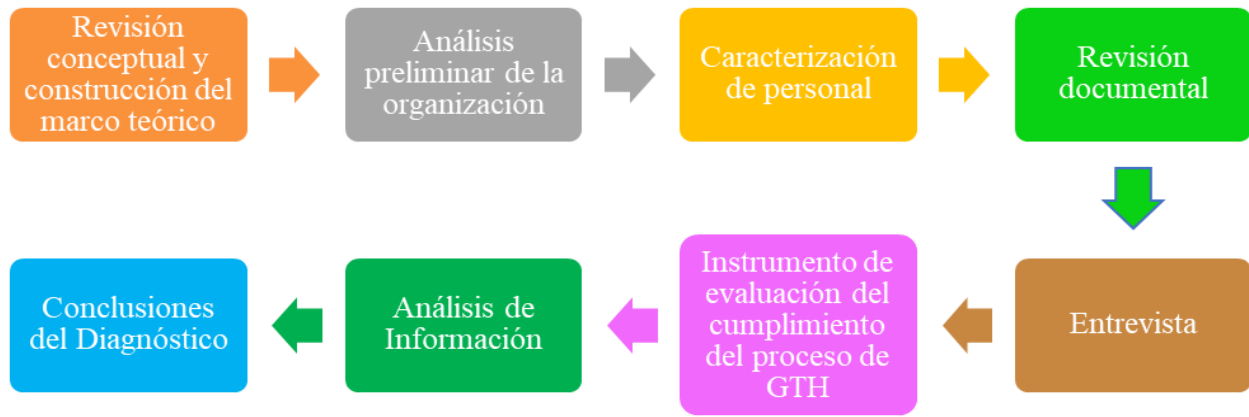 Revisión
conceptual y
construcción del
marco teórico
Análisis
preliminar de la
organización
Caracterización
de personal
Revisión
documental
Entrevista
Instrumento de
evaluación del
cumplimiento
del proceso de
GTH
Análisis de
Información
Conclusiones
del Diagnóstico